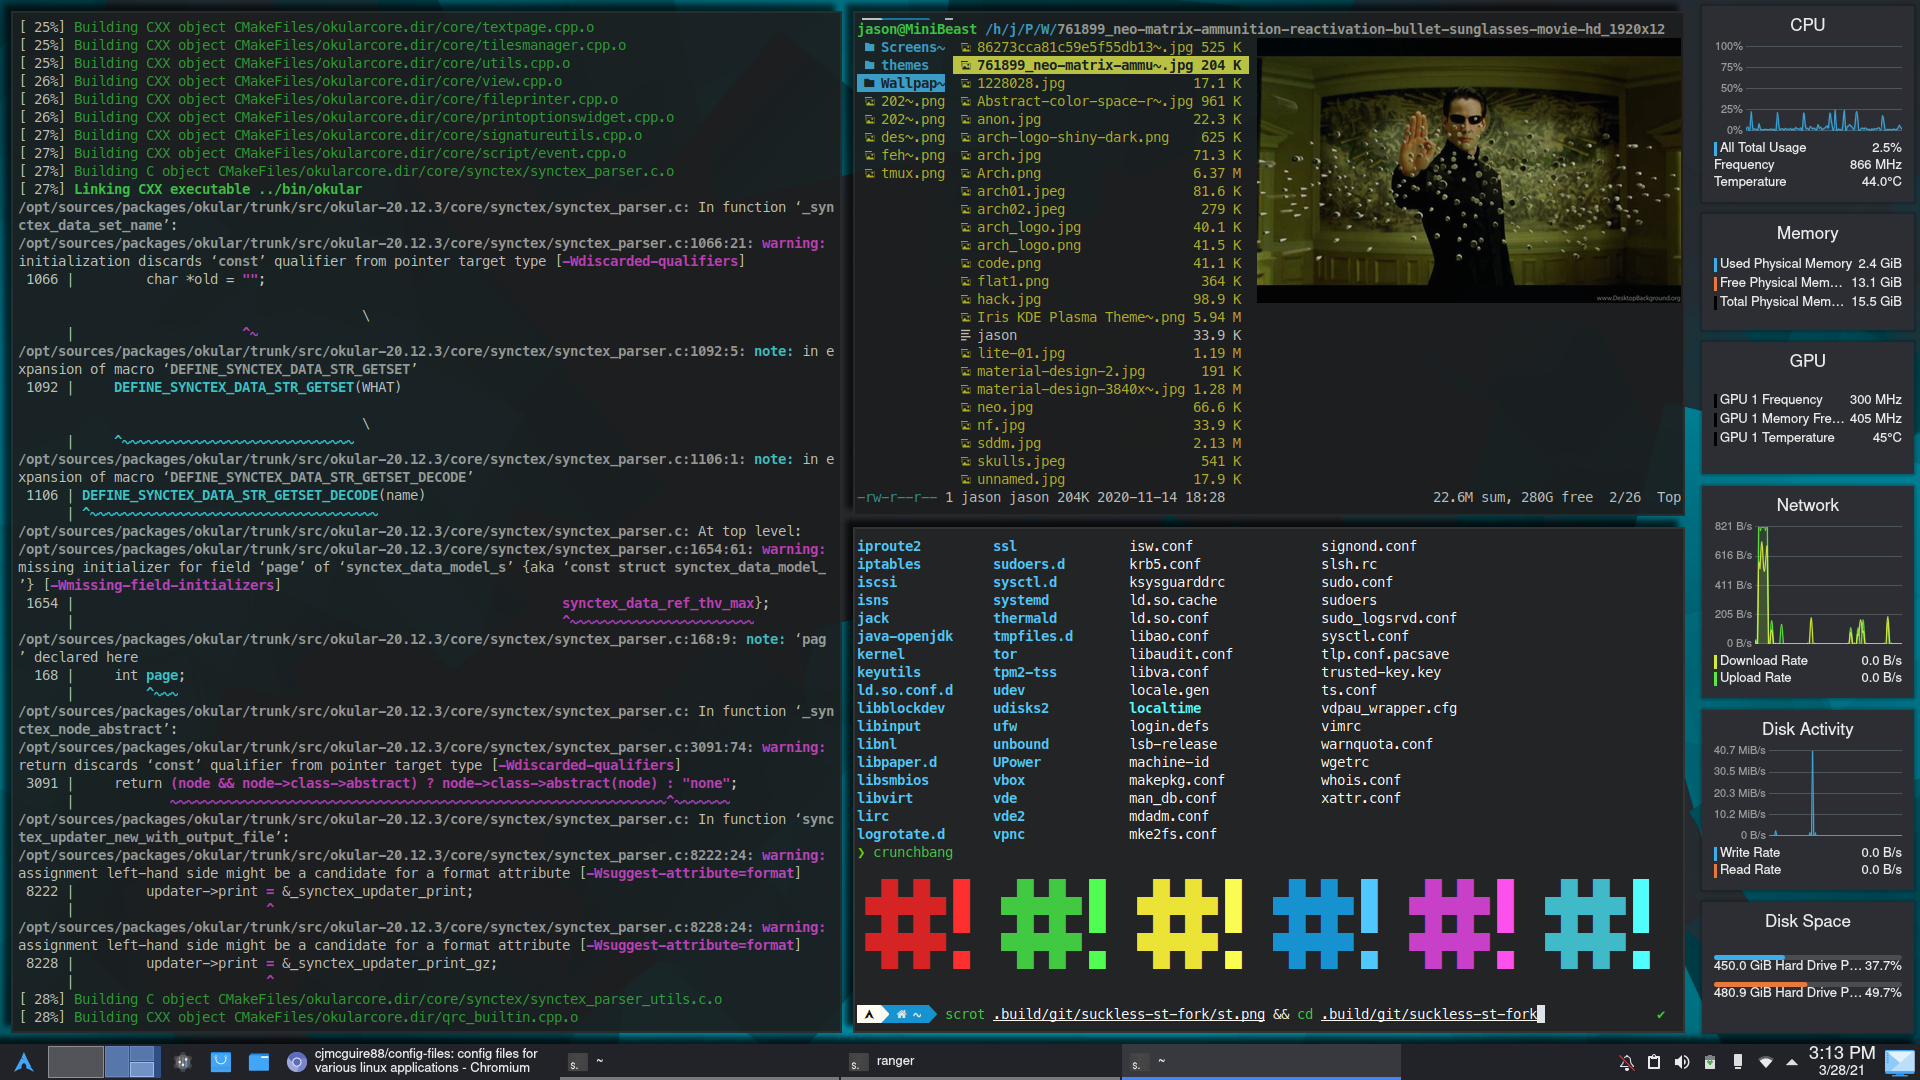 [ 25%] Building CXX object CMakeFiles/okularcore.dir/core/textpage.cpp.o
[ 25%] Building CXX object CMakeFiles/okularcore.dir/core/tilesmanager.cpp.o
[ 25%] Building CXX object CMakeFiles/okularcore.dir/core/utils.cpp.o
[ 26%] Building CXX object CMakeFiles/okularcore.dir/core/view.cpp.o
[ 26%] Building CXX object CMakeFiles/okularcore.dir/core/fileprinter.cpp.o
[ 26%] Building CXX object CMakeFiles/okularcore.dir/core/printoptionswidget.cpp.o
[ 27%] Building CXX object CMakeFiles/okularcore.dir/core/signatureutils.cpp.o
[ 27%] Building CXX object CMakeFiles/okularcore.dir/core/script/event.cpp.o
[ 27%] Building C object CMakeFiles/okularcore.dir/core/synctex/synctex_parser.c.o
[ 27%] Linking CXX executable ../bin/okular
/opt/sources/packages/okular/trunk/src/okular-20.12.3/core/synctex/synctex_parser.c: In function ‘_syn
ctex_data_set_name’:
/opt/sources/packages/okular/trunk/src/okular-20.12.3/core/synctex/synctex_parser.c:1066:21: warning:
initialization discards ‘const’ qualifier from pointer target type [-Wdiscarded-qualifiers]
1066 |         char *old = "";
\
|                     ^~
/opt/sources/packages/okular/trunk/src/okular-20.12.3/core/synctex/synctex_parser.c:1092:5: note: in e
xpansion of macro ‘DEFINE_SYNCTEX_DATA_STR_GETSET’
1092 |     DEFINE_SYNCTEX_DATA_STR_GETSET(WHAT)
\
|     ^~~~~~~~~~~~~~~~~~~~~~~~~~~~~~
/opt/sources/packages/okular/trunk/src/okular-20.12.3/core/synctex/synctex_parser.c:1106:1: note: in e
xpansion of macro ‘DEFINE_SYNCTEX_DATA_STR_GETSET_DECODE’
1106 | DEFINE_SYNCTEX_DATA_STR_GETSET_DECODE(name)
| ^~~~~~~~~~~~~~~~~~~~~~~~~~~~~~~~~~~~~
/opt/sources/packages/okular/trunk/src/okular-20.12.3/core/synctex/synctex_parser.c: At top level:
/opt/sources/packages/okular/trunk/src/okular-20.12.3/core/synctex/synctex_parser.c:1654:61: warning:
missing initializer for field ‘page’ of ‘synctex_data_model_s’ {aka ‘const struct synctex_data_model_
’} [-Wmissing-field-initializers]
1654 |                                                             synctex_data_ref_thv_max};
|                                                             ^~~~~~~~~~~~~~~~~~~~~~~~
/opt/sources/packages/okular/trunk/src/okular-20.12.3/core/synctex/synctex_parser.c:168:9: note: ‘pag
’ declared here
168 |     int page;
|         ^~~~
/opt/sources/packages/okular/trunk/src/okular-20.12.3/core/synctex/synctex_parser.c: In function ‘_syn
ctex_node_abstract’:
/opt/sources/packages/okular/trunk/src/okular-20.12.3/core/synctex/synctex_parser.c:3091:74: warning:
return discards ‘const’ qualifier from pointer target type [-Wdiscarded-qualifiers]
3091 |     return (node && node->class->abstract) ? node->class->abstract(node) : "none";
|            ~~~~~~~~~~~~~~~~~~~~~~~~~~~~~~~~~~~~~~~~~~~~~~~~~~~~~~~~~~~~~~^~~~~~~~
/opt/sources/packages/okular/trunk/src/okular-20.12.3/core/synctex/synctex_parser.c: In function ‘sync
tex_updater_new_with_output_file’:
/opt/sources/packages/okular/trunk/src/okular-20.12.3/core/synctex/synctex_parser.c:8222:24: warning:
assignment left-hand side might be a candidate for a format attribute [-Wsuggest-attribute=format]
8222 |         updater->print = &_synctex_updater_print;
|                        ^
/opt/sources/packages/okular/trunk/src/okular-20.12.3/core/synctex/synctex_parser.c:8228:24: warning:
assignment left-hand side might be a candidate for a format attribute [-Wsuggest-attribute=format]
8228 |         updater->print = &_synctex_updater_print_gz;
|                        ^
[ 28%] Building C object CMakeFiles/okularcore.dir/core/synctex/synctex_parser_utils.c.o
[ 28%] Building CXX object CMakeFiles/okularcore.dir/qrc_builtin.cpp.o
jason@MiniBeast /h/j/P/W/761899_neo-matrix-ammunition-reactivation-bullet-sunglasses-movie-hd_1920x12
Screens~ 86273cca81c59e5f55db13~.jpg 525 K
themes 761899_neo-matrix-ammu~.jpg 204 K
Wallpap~ 1228028.jpg 17.1 K
202~.png Abstract-color-space-r~.jpg 961 K
202~.png anon.jpg 22.3 K
des~.png arch-logo-shiny-dark.png 625 K
feh~.png arch.jpg 71.3 K
tmux.png Arch.png 6.37 M
arch01.jpeg 81.6 K
arch02.jpeg 279 K
arch_logo.jpg 40.1 K
arch_logo.png 41.5 K
code.png 41.1 K
flat1.png 364 K
hack.jpg 98.9 K
Iris KDE Plasma Theme~.png 5.94 M
jason 33.9 K
lite-01.jpg 1.19 M
material-design-2.jpg 191 K
material-design-3840x~.jpg 1.28 M
neo.jpg 66.6 K
nf.jpg 33.9 K
sddm.jpg 2.13 M
skulls.jpeg 541 K
unnamed.jpg 17.9 K
www.DesktopBackground.org
-rw-r--r-- 1 jason jason 204K 2020-11-14 18:28 22.6M sum, 280G free 2/26 Top
iproute2 ssl isw.conf signond.conf
iptables sudoers.d krb5.conf slsh.rc
iscsi sysctl.d ksysguarddrc sudo.conf
isns systemd ld.so.cache sudoers
jack thermald ld.so.conf sudo_logsrvd.conf
java-openjdk tmpfiles.d libao.conf sysctl.conf
kernel tor libaudit.conf tlp.conf.pacsave
keyutils tpm2-tss libva.conf trusted-key.key
ld.so.conf.d udev locale.gen ts.conf
libblockdev udisks2 localtime vdpau_wrapper.cfg
libinput ufw login.defs vimrc
libnl unbound lsb-release warnquota.conf
libpaper.d UPower machine-id wgetrc
libsmbios vbox makepkg.conf whois.conf
libvirt vde man_db.conf xattr.conf
lirc vde2 mdadm.conf
logrotate.d vpnc mke2fs.conf
❯ crunchbang
#! #! #! #! #! #!
~ scrot .build/git/suckless-st-fork/st.png && cd .build/git/suckless-st-fork ✔
CPU
100%
75%
50%
25%
0%
All Total Usage 2.5%
Frequency 866 MHz
Temperature 44.0°C
Memory
Used Physical Memory 2.4 GiB
Free Physical Mem... 13.1 GiB
Total Physical Mem... 15.5 GiB
GPU
GPU 1 Frequency 300 MHz
GPU 1 Memory Fre... 405 MHz
GPU 1 Temperature 45°C
Network
821 B/s
616 B/s
411 B/s
205 B/s
0 B/s
Download Rate 0.0 B/s
Upload Rate 0.0 B/s
Disk Activity
40.7 MiB/s
30.5 MiB/s
20.3 MiB/s
10.2 MiB/s
0 B/s
Write Rate 0.0 B/s
Read Rate 0.0 B/s
Disk Space
450.0 GiB Hard Drive P... 37.7%
480.9 GiB Hard Drive P... 49.7%
cjmcguire88/config-files: config files for
various linux applications - Chromium
$. ~
$. ranger
$. ~
3:13 PM
3/28/21